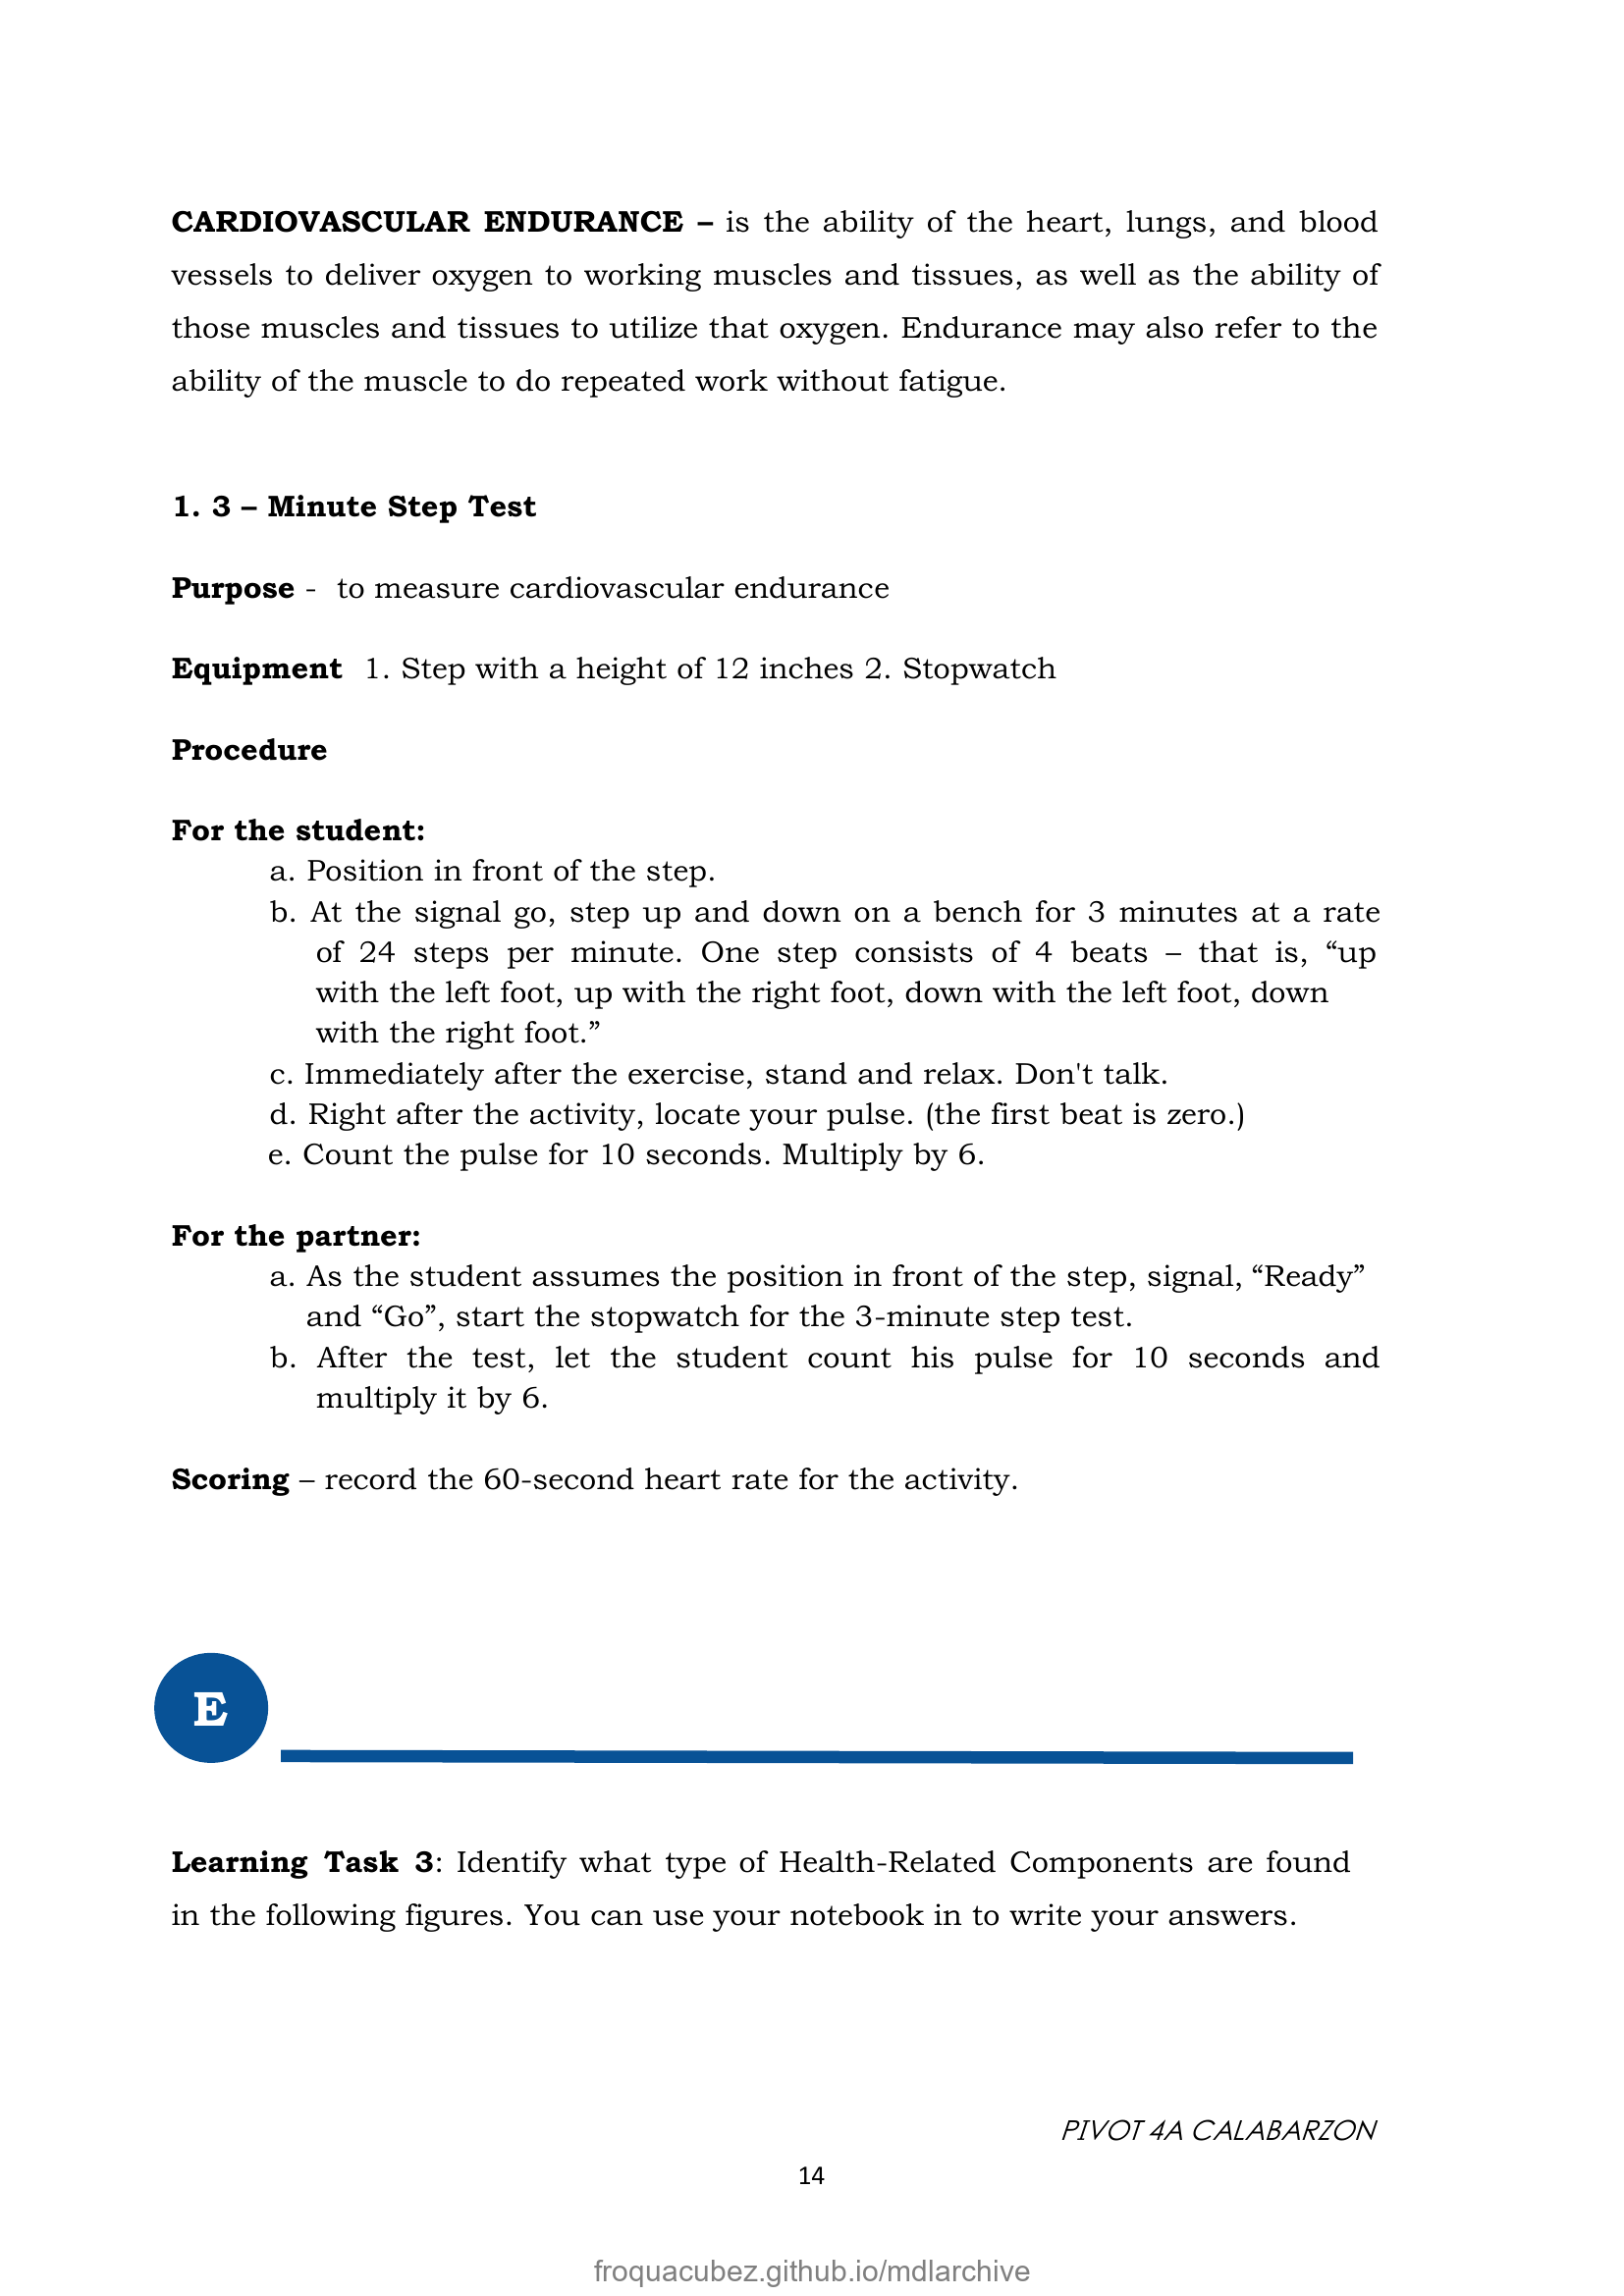 CARDIOVASCULAR ENDURANCE – is the ability of the heart, lungs, and blood
vessels to deliver oxygen to working muscles and tissues, as well as the ability of
those muscles and tissues to utilize that oxygen. Endurance may also refer to the
ability of the muscle to do repeated work without fatigue.
1. 3 – Minute Step Test
Purpose - to measure cardiovascular endurance
Equipment 1. Step with a height of 12 inches 2. Stopwatch
Procedure
For the student:
a. Position in front of the step.
b. At the signal go, step up and down on a bench for 3 minutes at a rate
of 24 steps per minute. One step consists of 4 beats – that is, “up
with the left foot, up with the right foot, down with the left foot, down
with the right foot.”
c. Immediately after the exercise, stand and relax. Don't talk.
d. Right after the activity, locate your pulse. (the first beat is zero.)
e. Count the pulse for 10 seconds. Multiply by 6.
For the partner:
a. As the student assumes the position in front of the step, signal, “Ready”
and “Go”, start the stopwatch for the 3-minute step test.
b. After the test, let the student count his pulse for 10 seconds and
multiply it by 6.
Scoring – record the 60-second heart rate for the activity.
E
Learning Task 3: Identify what type of Health-Related Components are found
in the following figures. You can use your notebook in to write your answers.
PIVOT 4A CALABARZON
14
froquacubez.github.io/mdlarchive